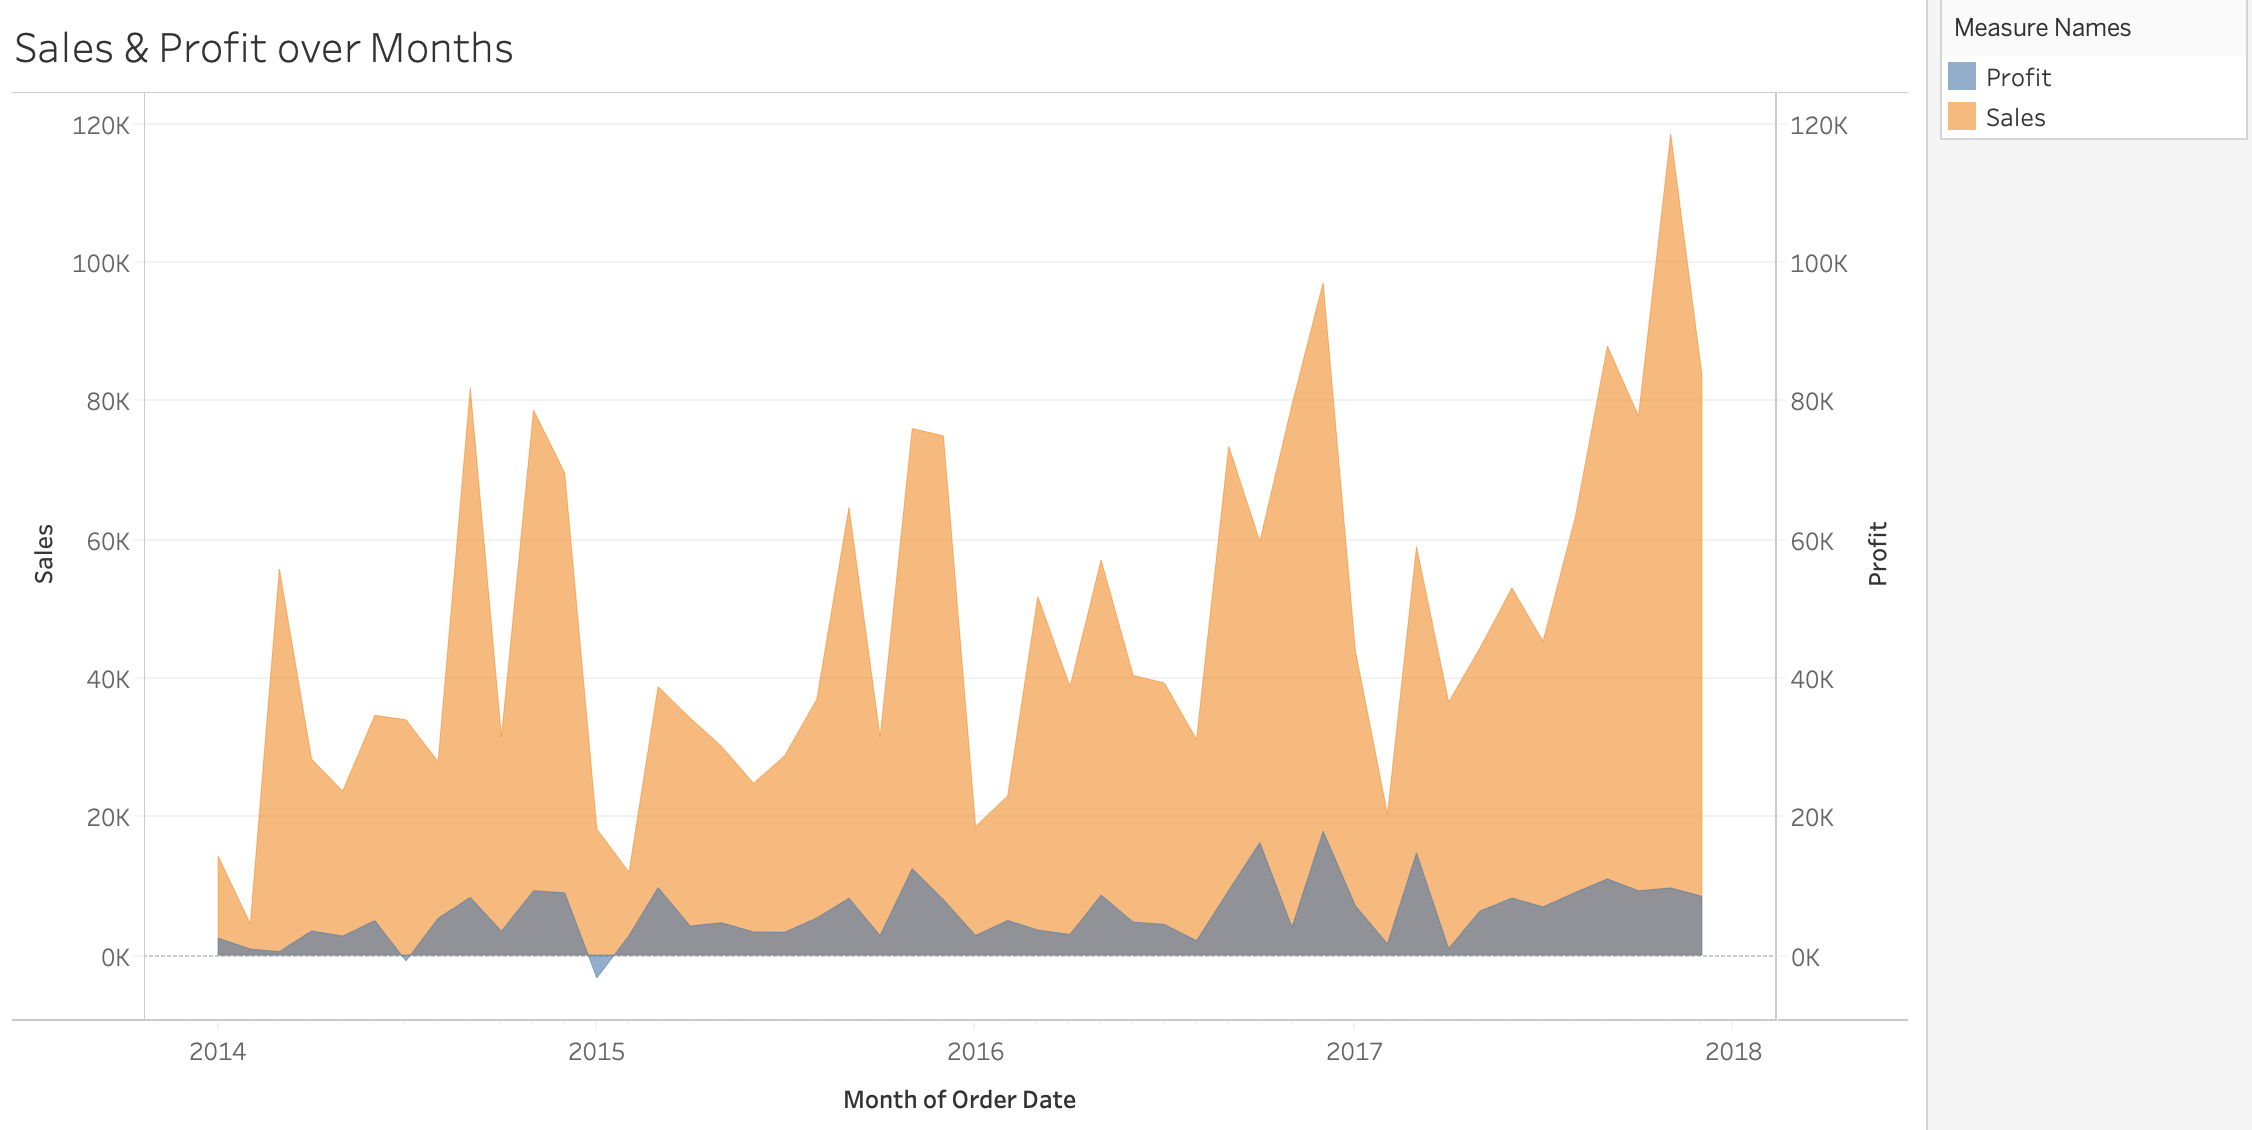 Sales & Profit over Months
Measure Names
Profit
Sales
120K
100K
80K
60K
40K
20K
0K
Sales
120K
100K
80K
60K
40K
20K
0K
Profit
2014 2015 2016 2017 2018
Month of Order Date